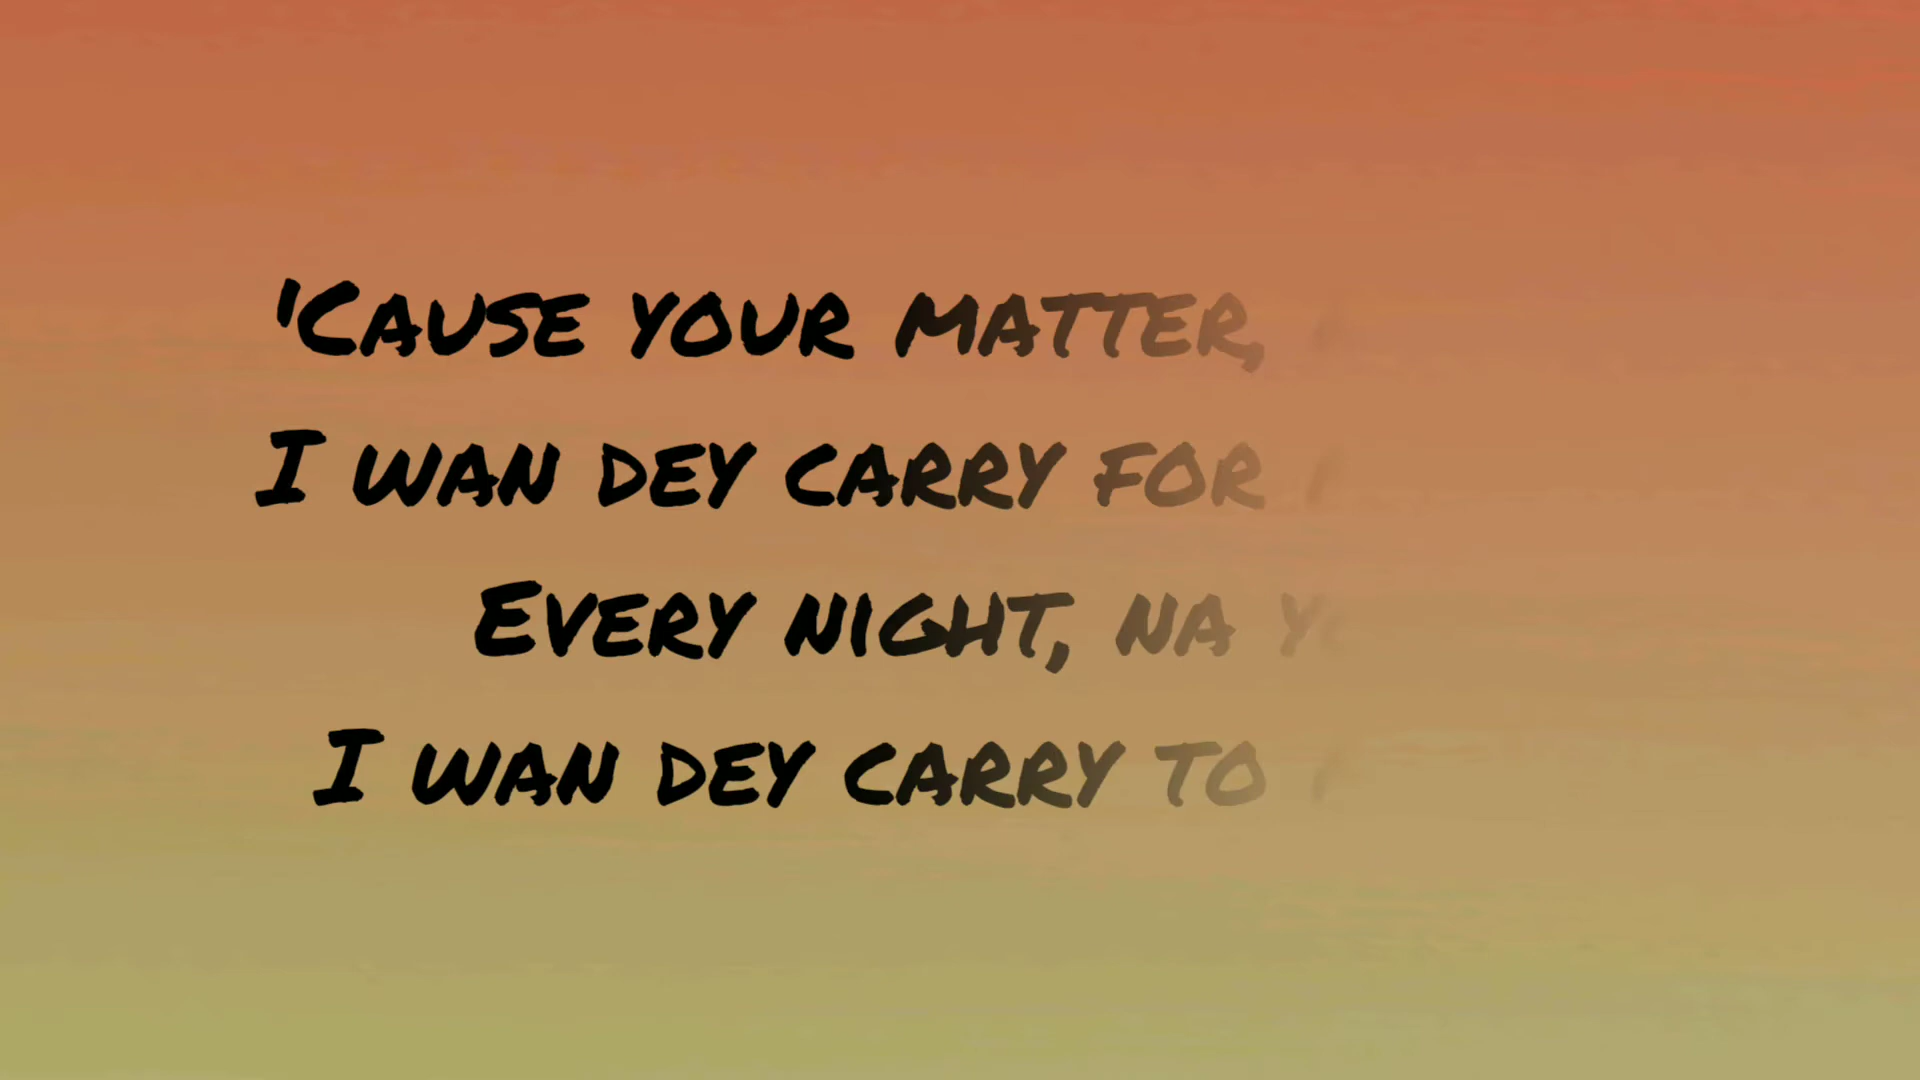 'Cause your matter,
I wan dey carry for
Every night, na
I wan dey carry to